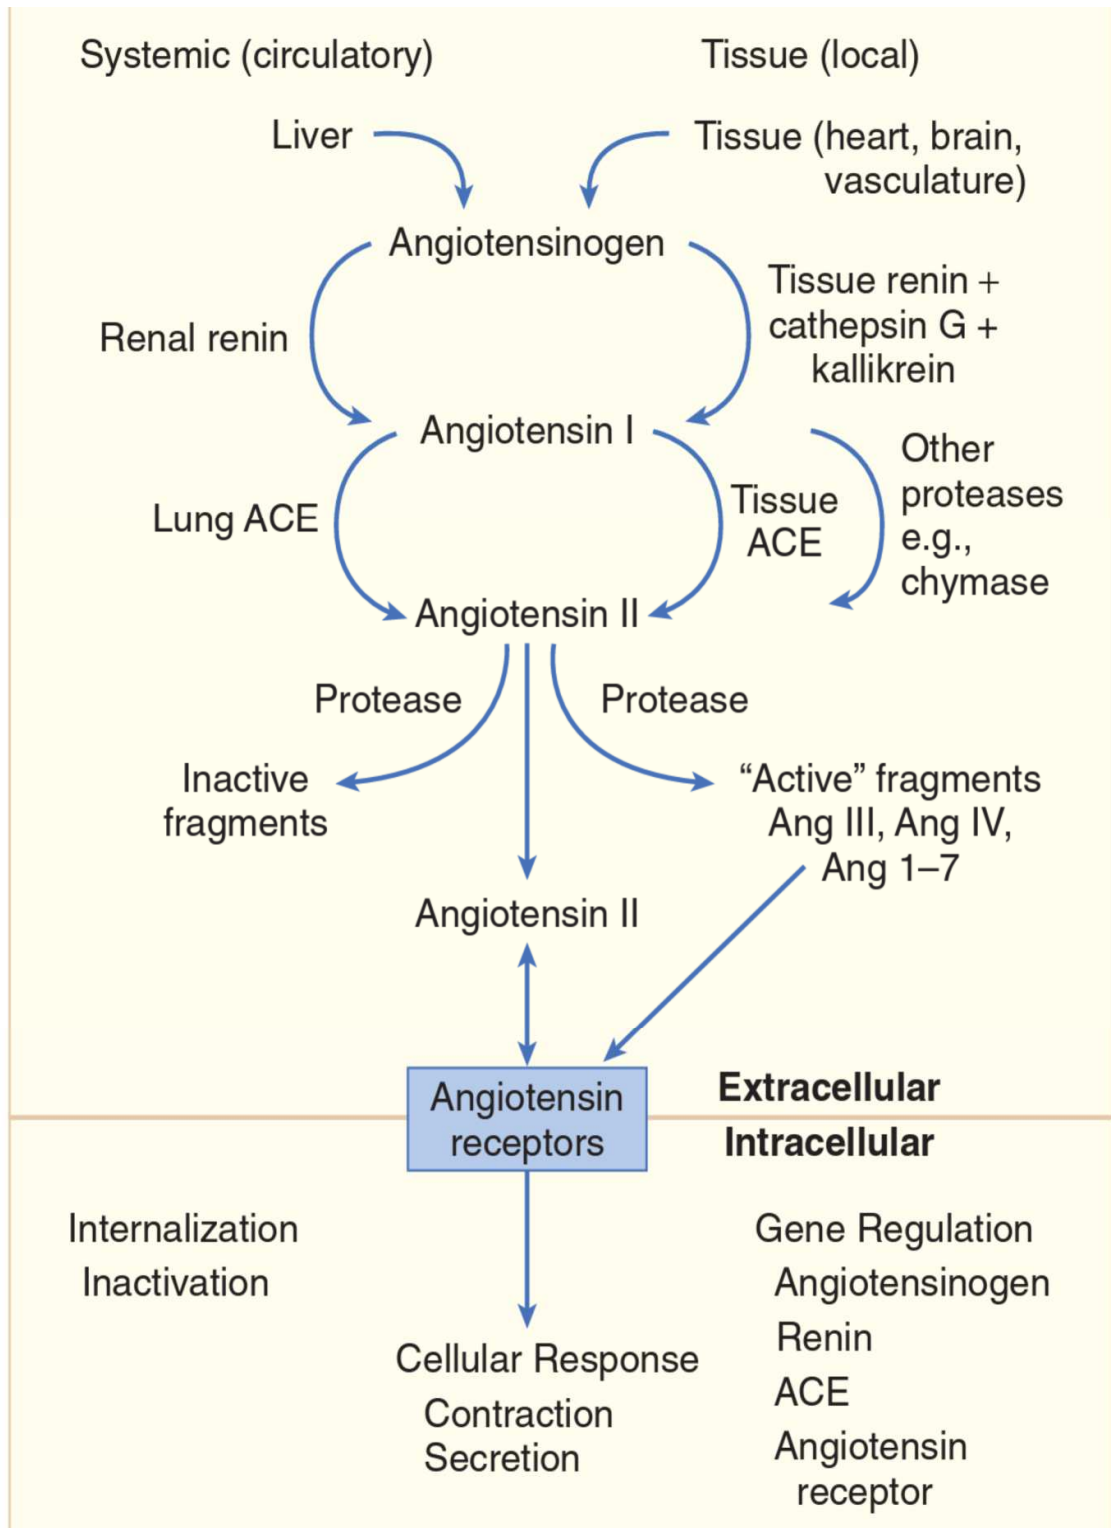 Systemic (circulatory)
Tissue (local)
Liver
Tissue (heart, brain,
vasculature)
Angiotensinogen
Renal renin
Tissue renin +
cathepsin G +
kallikrein
Angiotensin I
Lung ACE
Tissue
ACE
Other
proteases
e.g.,
chymase
Angiotensin II
Protease
Protease
Inactive
fragments
“Active” fragments
Ang III, Ang IV,
Ang 1–7
Angiotensin II
Angiotensin
receptors
Extracellular
Intracellular
Internalization
Inactivation
Cellular Response
Contraction
Secretion
Gene Regulation
Angiotensinogen
Renin
ACE
Angiotensin
receptor